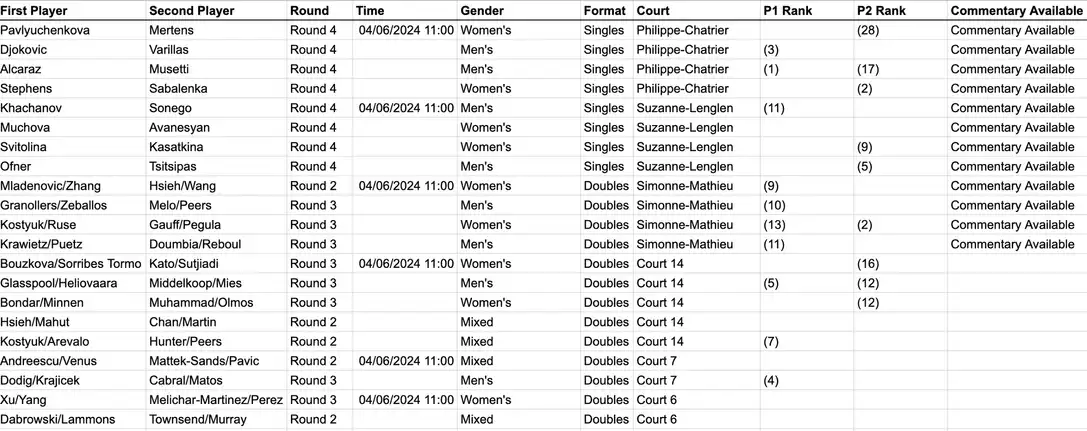 First Player Second Player Round Time Gender Format Court P1 Rank P2 Rank Commentary Available
Pavlyuchenkova Mertens Round 4 04/06/2024 11:00 Women's Singles Philippe-Chatrier (28) Commentary Available
Djokovic Varillas Round 4 Men's Singles Philippe-Chatrier (3) Commentary Available
Alcaraz Musetti Round 4 Men's Singles Philippe-Chatrier (1) (17) Commentary Available
Stephens Sabalenka Round 4 Women's Singles Philippe-Chatrier (2) Commentary Available
Khachanov Sonego Round 4 04/06/2024 11:00 Men's Singles Suzanne-Lenglen (11) Commentary Available
Muchova Avanesyan Round 4 Women's Singles Suzanne-Lenglen Commentary Available
Svitolina Kasatkina Round 4 Women's Singles Suzanne-Lenglen (9) Commentary Available
Ofner Tsitsipas Round 4 Men's Singles Suzanne-Lenglen (5) Commentary Available
Mladenovic/Zhang Hsieh/Wang Round 2 04/06/2024 11:00 Women's Doubles Simonne-Mathieu (9) Commentary Available
Granollers/Zeballos Melo/Peers Round 3 Men's Doubles Simonne-Mathieu (10) Commentary Available
Kostyuk/Ruse Gauff/Pegula Round 3 Women's Doubles Simonne-Mathieu (13) (2) Commentary Available
Krawietz/Puetz Doumbia/Reboul Round 3 Men's Doubles Simonne-Mathieu (11) Commentary Available
Bouzkova/Sorribes Tormo Kato/Sutjiadi Round 3 04/06/2024 11:00 Women's Doubles Court 14 (16)
Glasspool/Heliovaara Middelkoop/Mies Round 3 Men's Doubles Court 14 (5) (12)
Bondar/Minnen Muhammad/Olmos Round 3 Women's Doubles Court 14 (12)
Hsieh/Mahut Chan/Martin Round 2 Mixed Doubles Court 14
Kostyuk/Arevalo Hunter/Peers Round 2 Mixed Doubles Court 14 (7)
Andreescu/Venus Mattek-Sands/Pavic Round 2 04/06/2024 11:00 Mixed Doubles Court 7
Dodig/Krajicek Cabral/Matos Round 3 Men's Doubles Court 7 (4)
Xu/Yang Melichar-Martinez/Perez Round 3 04/06/2024 11:00 Women's Doubles Court 6
Dabrowski/Lammons Townsend/Murray Round 2 Mixed Doubles Court 6